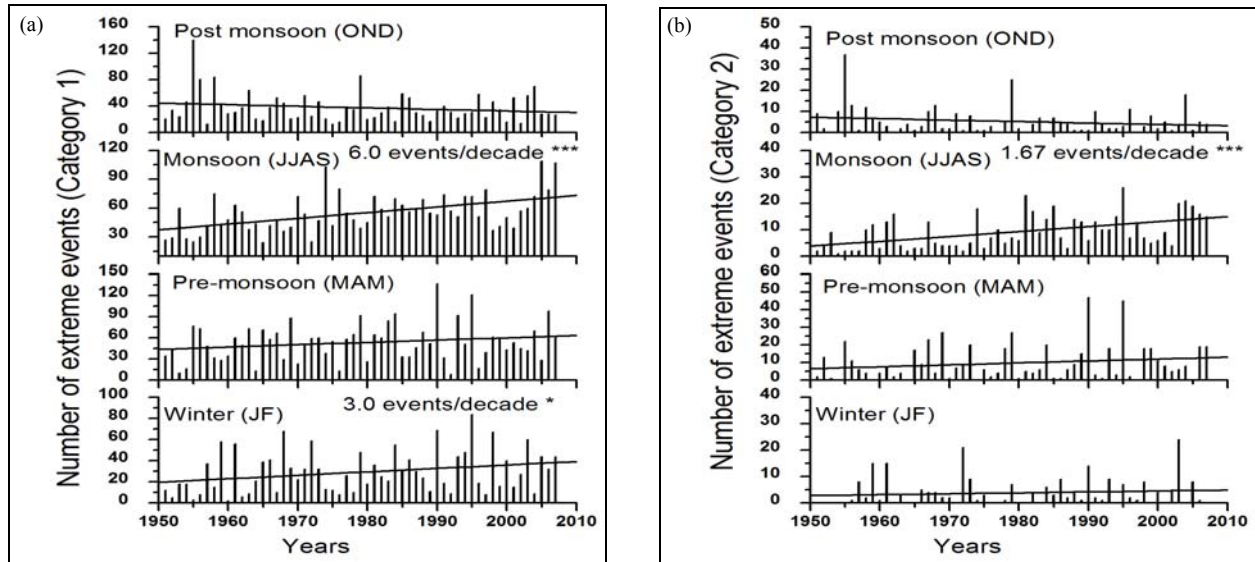 (a)
Number of extreme events (Category 1)
160
120
80
40
0
Post monsoon (OND)
120
90
60
30
Monsoon (JJAS)
6.0 events/decade ***
150
120
90
60
30
0
Pre-monsoon (MAM)
100
80
60
40
20
0
Winter (JF)
3.0 events/decade *
1950 1960 1970 1980 1990 2000 2010
Years
(b)
Number of extreme events (Category 2)
50
40
30
20
10
0
Post monsoon (OND)
40
30
20
10
0
Monsoon (JJAS)
1.67 events/decade ***
60
50
40
30
20
10
0
Pre-monsoon (MAM)
40
30
20
10
0
Winter (JF)
1950 1960 1970 1980 1990 2000 2010
Years